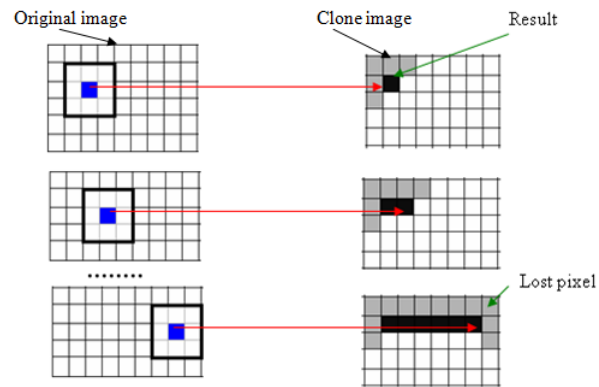 Original image
Clone image
Result
........
Lost pixel